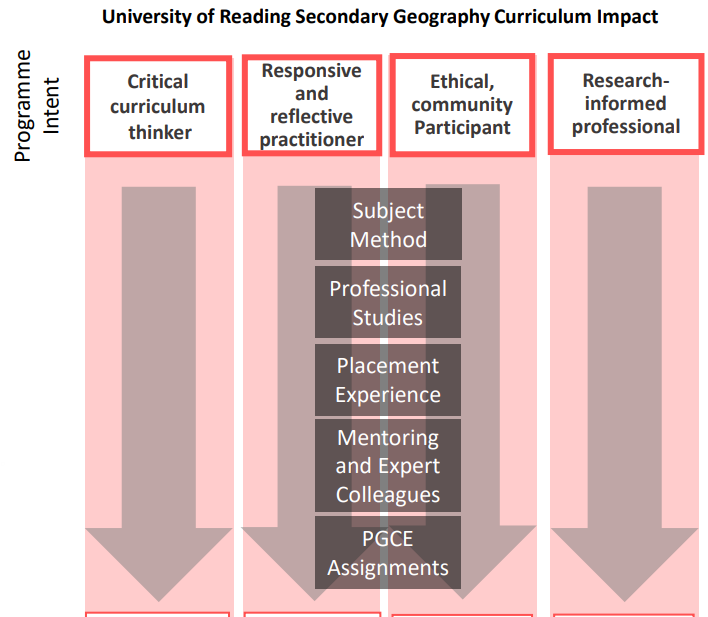 University of Reading Secondary Geography Curriculum Impact
Programme
Intent
Critical
curriculum
thinker
Responsive
and
reflective
practitioner
Ethical,
community
Participant
Research-
informed
professional
Subject
Method
Professional
Studies
Placement
Experience
Mentoring
and Expert
Colleagues
PGCE
Assignments